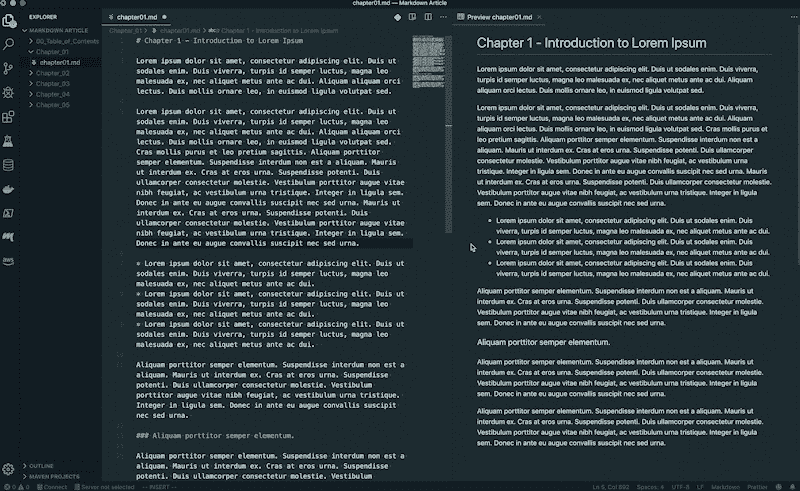 chapter01.md — Markdown Article
EXPLORER
MARKDOWN ARTICLE
00_Table_of_Contents
Chapter_01
chapter01.md
Chapter_02
Chapter_03
Chapter_04
Chapter_05
OUTLINE
MAVEN PROJECTS
aws
chapter01.md
Chapter_01 > chapter01.md > # Chapter 1 - Introduction to Lorem Ipsum
# Chapter 1 - Introduction to Lorem Ipsum
Lorem ipsum dolor sit amet, consectetur adipiscing elit. Duis ut
sodales enim. Duis viverra, turpis id semper luctus, magna leo
malesuada ex, nec aliquet metus ante ac dui. Aliquam aliquam orci
lectus. Duis mollis ornare leo, in euismod ligula volutpat sed.
Lorem ipsum dolor sit amet, consectetur adipiscing elit. Duis ut
sodales enim. Duis viverra, turpis id semper luctus, magna leo
malesuada ex, nec aliquet metus ante ac dui. Aliquam aliquam orci
lectus. Duis mollis ornare leo, in euismod ligula volutpat sed.
Cras mollis purus et leo pretium sagittis. Aliquam porttitor
semper elementum. Suspendisse interdum non est a aliquam. Mauris
ut interdum ex. Cras at eros urna. Suspendisse potenti. Duis
ullamcorper consectetur molestie. Vestibulum porttitor augue vitae
nibh feugiat, ac vestibulum urna tristique. Integer in ligula sem.
Donec in ante eu augue convallis suscipit nec sed urna. Mauris ut
interdum ex. Cras at eros urna. Suspendisse potenti. Duis
ullamcorper consectetur molestie. Vestibulum porttitor augue vitae
nibh feugiat, ac vestibulum urna tristique. Integer in ligula sem.
Donec in ante eu augue convallis suscipit nec sed urna.
* Lorem ipsum dolor sit amet, consectetur adipiscing elit. Duis ut
sodales enim. Duis viverra, turpis id semper luctus, magna leo
malesuada ex, nec aliquet metus ante ac dui.
* Lorem ipsum dolor sit amet, consectetur adipiscing elit. Duis ut
sodales enim. Duis viverra, turpis id semper luctus, magna leo
malesuada ex, nec aliquet metus ante ac dui.
* Lorem ipsum dolor sit amet, consectetur adipiscing elit. Duis ut
sodales enim. Duis viverra, turpis id semper luctus, magna leo
malesuada ex, nec aliquet metus ante ac dui.
Aliquam porttitor semper elementum. Suspendisse interdum non est a
aliquam. Mauris ut interdum ex. Cras at eros urna. Suspendisse
potenti. Duis ullamcorper consectetur molestie. Vestibulum
porttitor augue vitae nibh feugiat, ac vestibulum urna tristique.
Integer in ligula sem. Donec in ante eu augue convallis suscipit
nec sed urna.
### Aliquam porttitor semper elementum.
Aliquam porttitor semper elementum. Suspendisse interdum non est a
aliquam. Mauris ut interdum ex. Cras at eros urna. Suspendisse
potenti. Duis ullamcorper consectetur molestie. Vestibulum
Preview chapter01.md
Chapter 1 - Introduction to Lorem Ipsum
Lorem ipsum dolor sit amet, consectetur adipiscing elit. Duis ut sodales enim. Duis viverra,
turpis id semper luctus, magna leo malesuada ex, nec aliquet metus ante ac dui. Aliquam
aliquam orci lectus. Duis mollis ornare leo, in euismod ligula volutpat sed.
Lorem ipsum dolor sit amet, consectetur adipiscing elit. Duis ut sodales enim. Duis viverra,
turpis id semper luctus, magna leo malesuada ex, nec aliquet metus ante ac dui. Aliquam
aliquam orci lectus. Duis mollis ornare leo, in euismod ligula volutpat sed. Cras mollis purus et
leo pretium sagittis. Aliquam porttitor semper elementum. Suspendisse interdum non est a
aliquam. Mauris ut interdum ex. Cras at eros urna. Suspendisse potenti. Duis ullamcorper
consectetur molestie. Vestibulum porttitor augue vitae nibh feugiat, ac vestibulum urna
tristique. Integer in ligula sem. Donec in ante eu augue convallis suscipit nec sed urna. Mauris
ut interdum ex. Cras at eros urna. Suspendisse potenti. Duis ullamcorper consectetur molestie.
Vestibulum porttitor augue vitae nibh feugiat, ac vestibulum urna tristique. Integer in ligula
sem. Donec in ante eu augue convallis suscipit nec sed urna.
• Lorem ipsum dolor sit amet, consectetur adipiscing elit. Duis ut sodales enim. Duis
viverra, turpis id semper luctus, magna leo malesuada ex, nec aliquet metus ante ac dui.
• Lorem ipsum dolor sit amet, consectetur adipiscing elit. Duis ut sodales enim. Duis
viverra, turpis id semper luctus, magna leo malesuada ex, nec aliquet metus ante ac dui.
• Lorem ipsum dolor sit amet, consectetur adipiscing elit. Duis ut sodales enim. Duis
viverra, turpis id semper luctus, magna leo malesuada ex, nec aliquet metus ante ac dui.
Aliquam porttitor semper elementum. Suspendisse interdum non est a aliquam. Mauris ut
interdum ex. Cras at eros urna. Suspendisse potenti. Duis ullamcorper consectetur molestie.
Vestibulum porttitor augue vitae nibh feugiat, ac vestibulum urna tristique. Integer in ligula
sem. Donec in ante eu augue convallis suscipit nec sed urna.
Aliquam porttitor semper elementum.
Aliquam porttitor semper elementum. Suspendisse interdum non est a aliquam. Mauris ut
interdum ex. Cras at eros urna. Suspendisse potenti. Duis ullamcorper consectetur molestie.
Vestibulum porttitor augue vitae nibh feugiat, ac vestibulum urna tristique. Integer in ligula
sem. Donec in ante eu augue convallis suscipit nec sed urna.
Aliquam porttitor semper elementum. Suspendisse interdum non est a aliquam. Mauris ut
interdum ex. Cras at eros urna. Suspendisse potenti. Duis ullamcorper consectetur molestie.
Vestibulum porttitor augue vitae nibh feugiat, ac vestibulum urna tristique. Integer in ligula
sem. Donec in ante eu augue convallis suscipit nec sed urna.
0 0 Connect Server not selected -- INSERT -- Ln 5, Col 892 Spaces: 4 UTF-8 LF Markdown Prettier